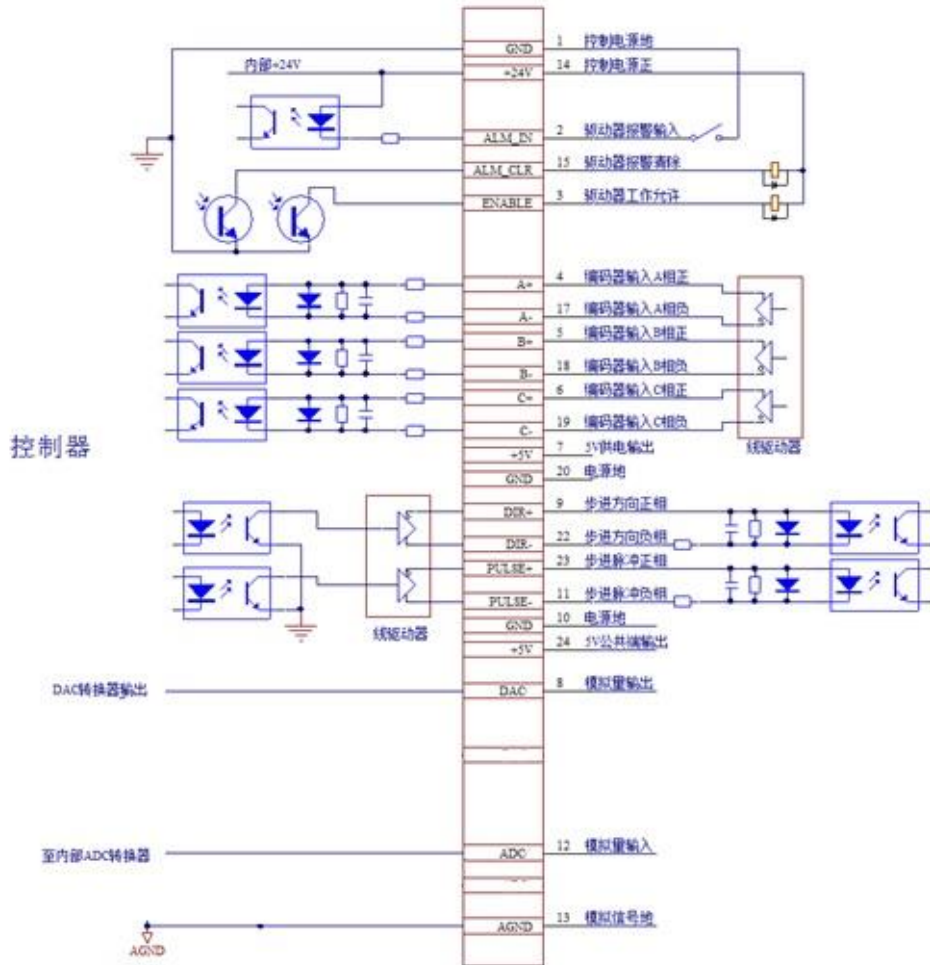 GND 1 控制电源地
内部+24V +24V 14 控制电源正
ALM_IN 2 驱动器报警输入
ALM_CLR 15 驱动器报警清除
ENABLE 3 驱动器工作允许
A+ 4 编码器输入A相正
A- 17 编码器输入A相负
B+ 5 编码器输入B相正
B- 18 编码器输入B相负
C+ 6 编码器输入C相正
C- 19 编码器输入C相负
控制器
线驱动器
+5V 7 5V供电输出
GND 20 电源地
DIR+ 9 步进方向正相
DIR- 22 步进方向负相
PULSE+ 23 步进脉冲正相
PULSE- 11 步进脉冲负相
GND 10 电源地
线驱动器
+5V 24 5V公共端输出
DAC转换器输出 DAC 8 模拟量输出
至内部ADC转换器 ADC 12 模拟量输入
AGND 13 模拟信号地
AGND